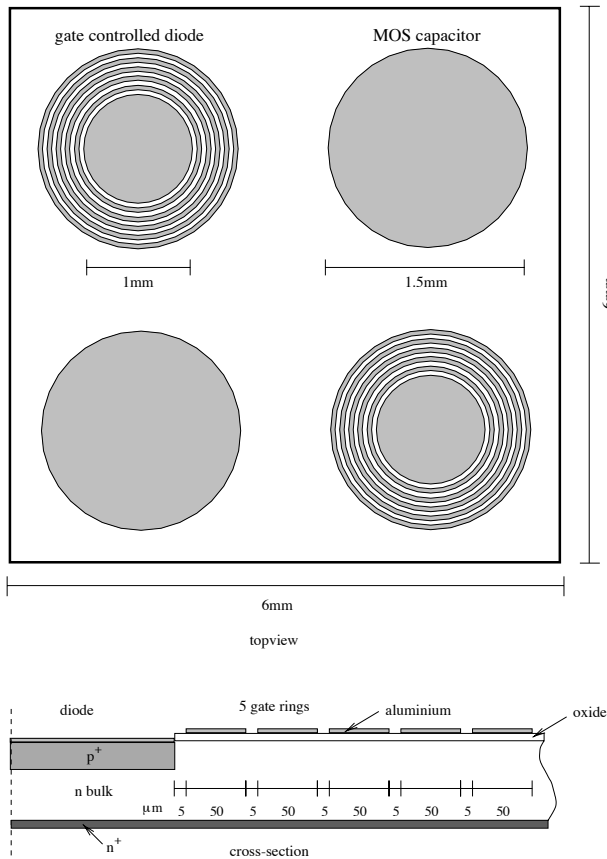 gate controlled diode
MOS capacitor
1mm
1.5mm
6mm
6mm
topview
diode
5 gate rings
aluminium
oxide
p+
n bulk
μm
5 50 5 50 5 50 5 50 5 50
n+
cross-section